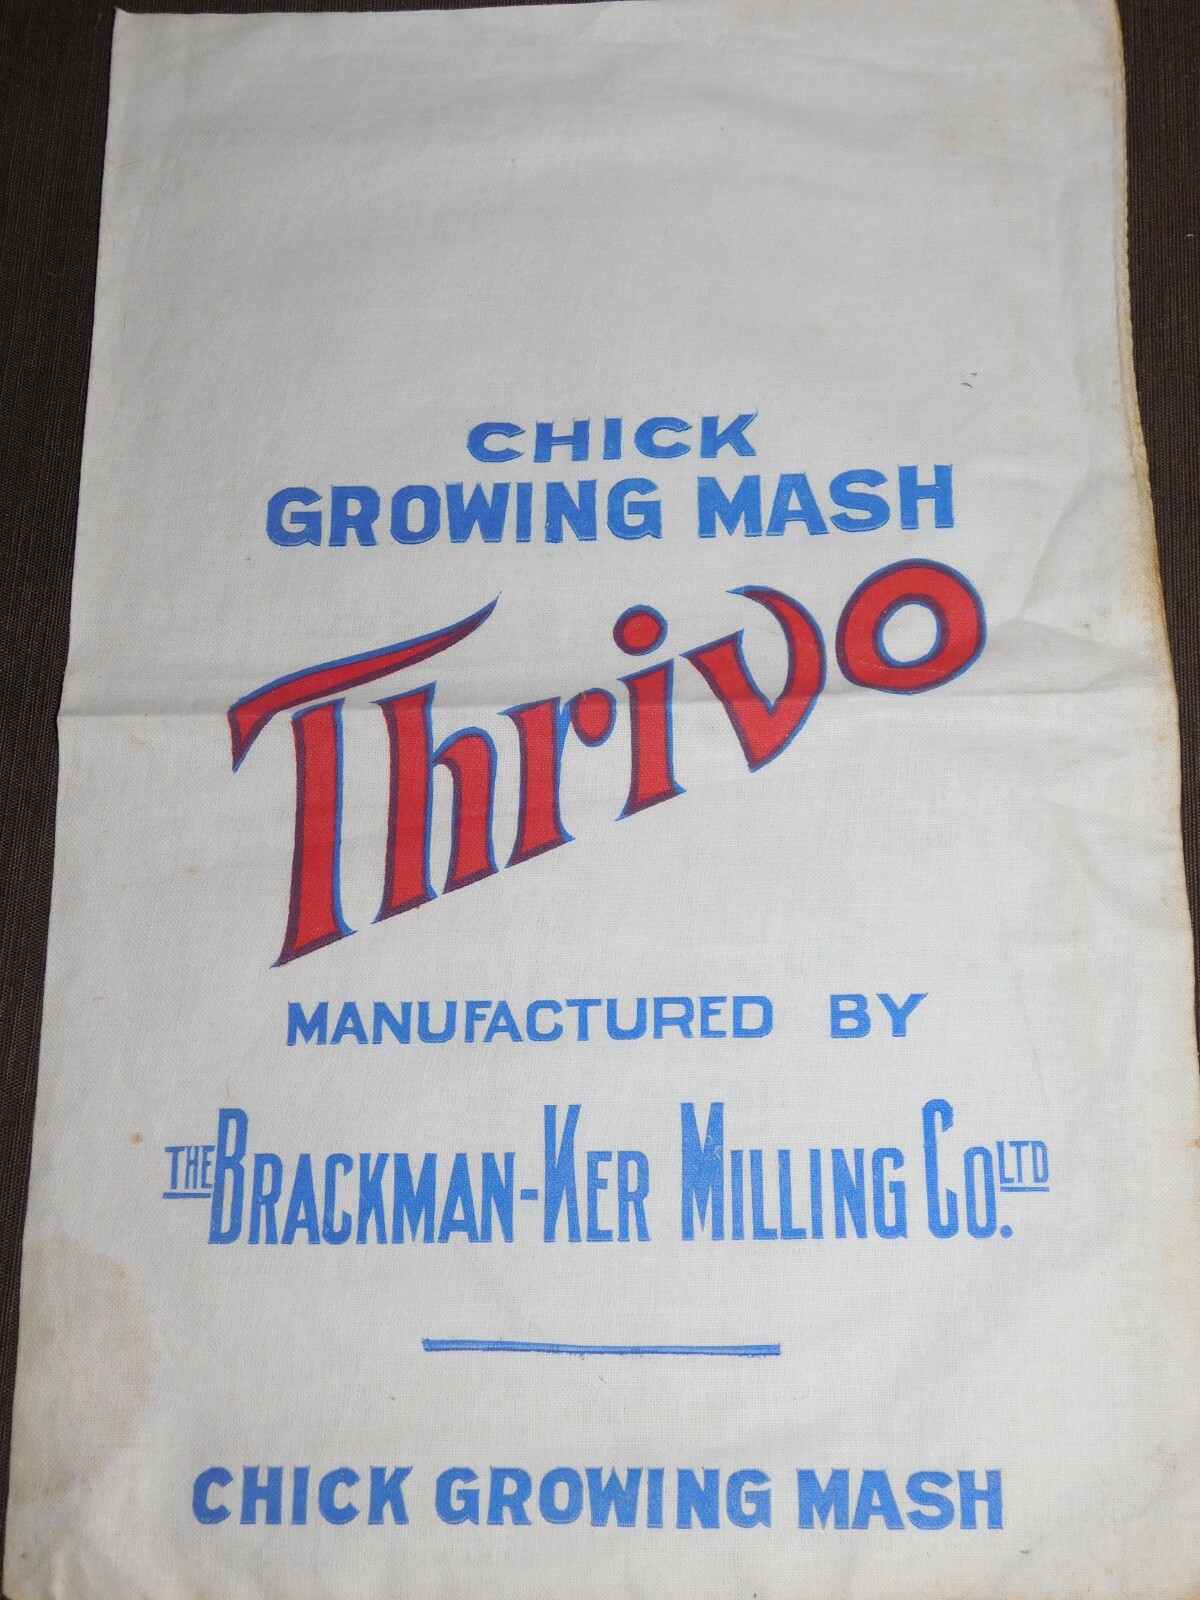 CHICK
GROWING MASH
Thrivo
MANUFACTURED BY
THE BRACKMAN-KER MILLING CO. LTD
CHICK GROWING MASH